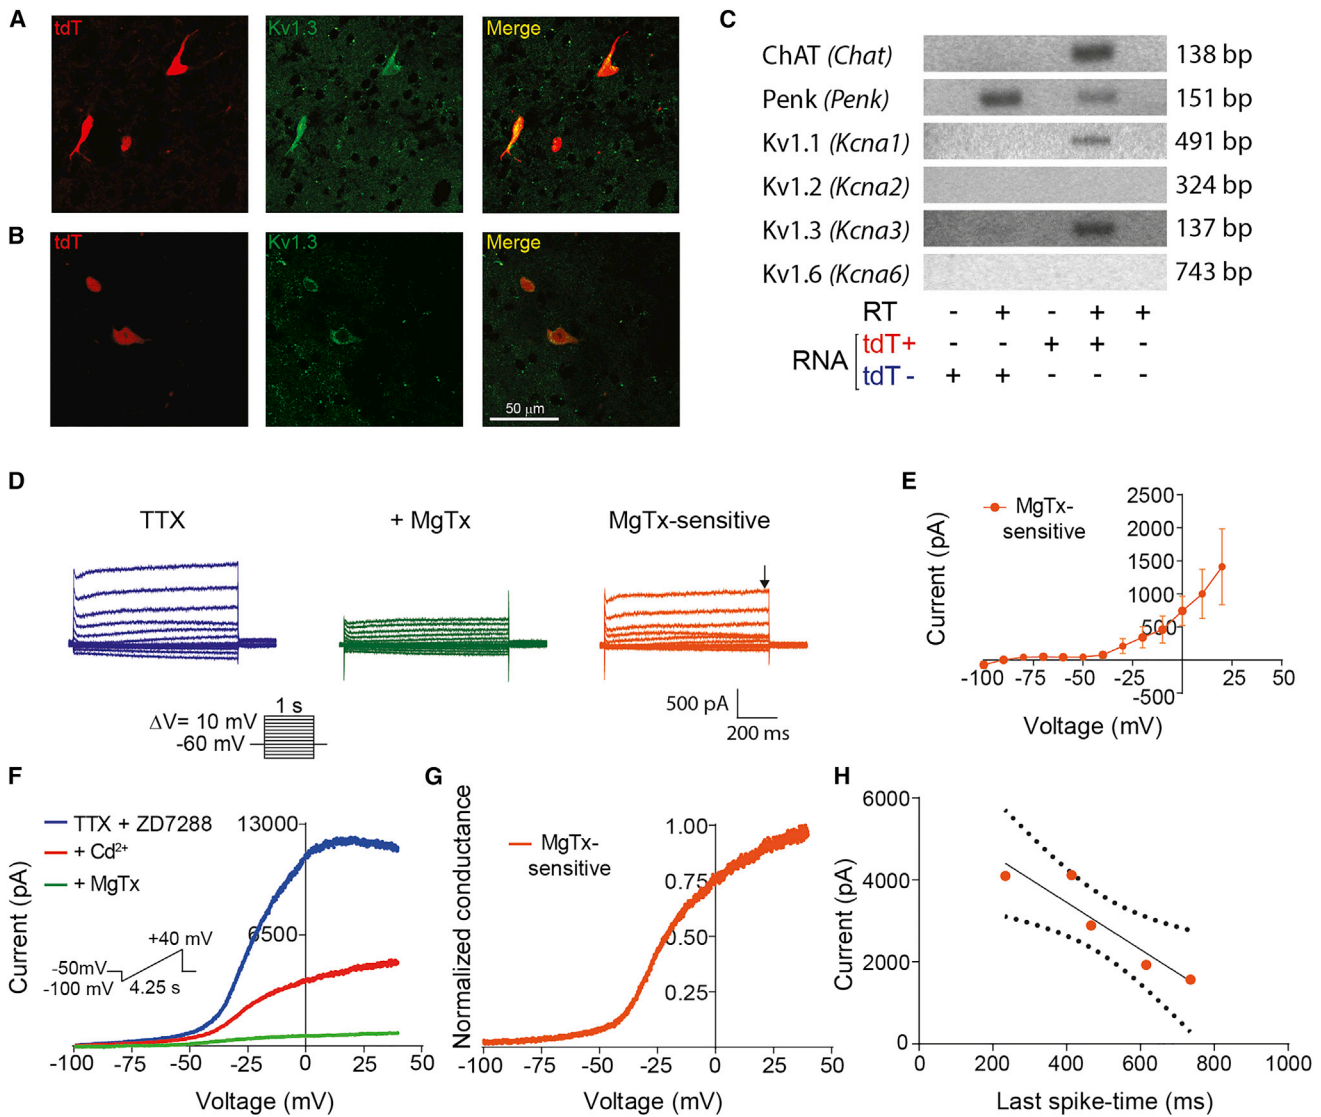 A
tdT
Kv1.3
Merge
B
tdT
Kv1.3
Merge
50 μm
C
ChAT (Chat) 138 bp
Penk (Penk) 151 bp
Kv1.1 (Kcna1) 491 bp
Kv1.2 (Kcna2) 324 bp
Kv1.3 (Kcna3) 137 bp
Kv1.6 (Kcna6) 743 bp
RT - + - + +
RNA
tdT+ - - + + -
tdT - + + - - -
D
TTX
+ MgTx
MgTx-sensitive
1 s
ΔV= 10 mV
-60 mV
500 pA
200 ms
E
MgTx-
sensitive
Current (pA)
2500
2000
1500
1000
500
-500
-100 -75 -50 -25 25 50
Voltage (mV)
F
TTX + ZD7288
+ Cd²⁺
+ MgTx
Current (pA)
13000
6500
+40 mV
-50mV
-100 mV
4.25 s
-100 -75 -50 -25 0 25 50
Voltage (mV)
G
MgTx-
sensitive
Normalized conductance
1.00
0.75
0.50
0.25
-100 -75 -50 -25 0 25 50
Voltage (mV)
H
Current (pA)
6000
4000
2000
0
0 200 400 600 800 1000
Last spike-time (ms)